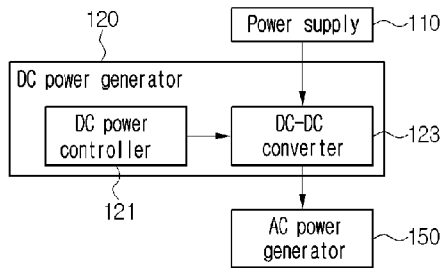 120
Power supply
110
DC power generator
DC power
controller
121
DC-DC
converter
123
AC power
generator
150